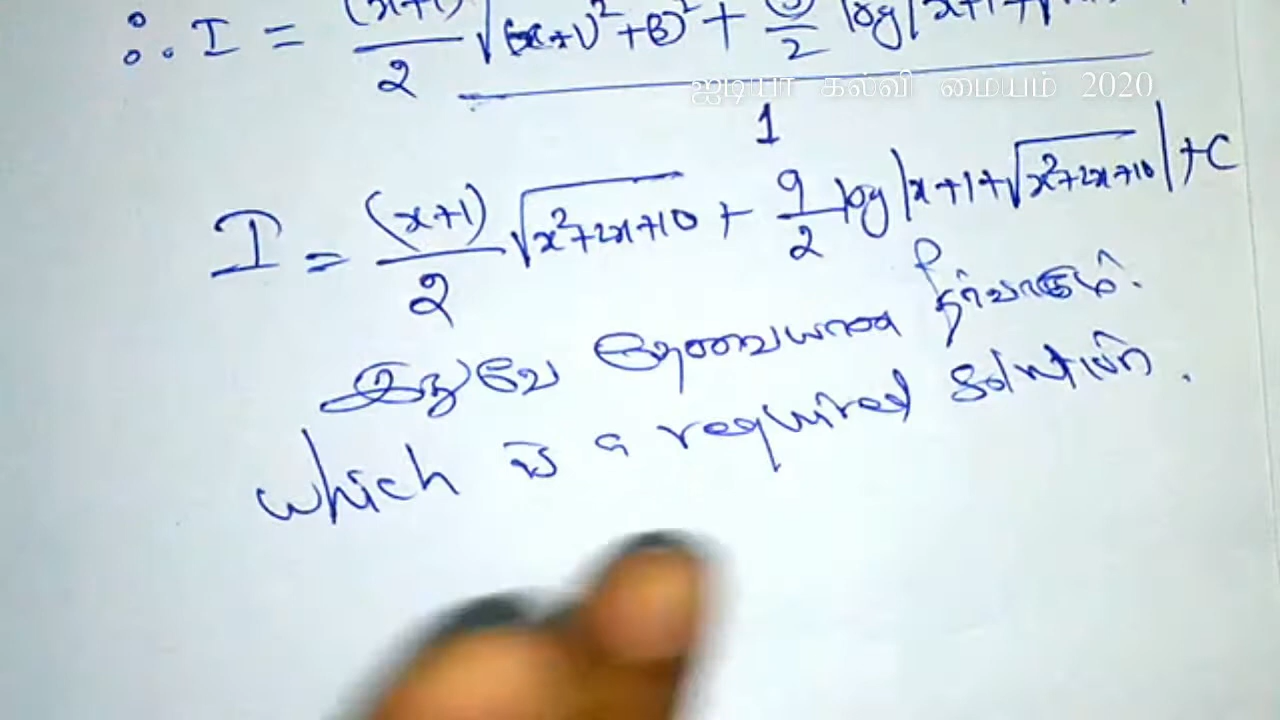 ∴ I = (x+1)/2 √(x+1)²+(3)² + /2 log|x+1+√
ஐடியா கல்வி மையம் 2020
1
I = (x+1)/2 √x²+2x+10 + 9/2 log|x+1+√x²+2x+10|+C
இதுவே தேவையான தீர்வாகும்.
which is a required solution.